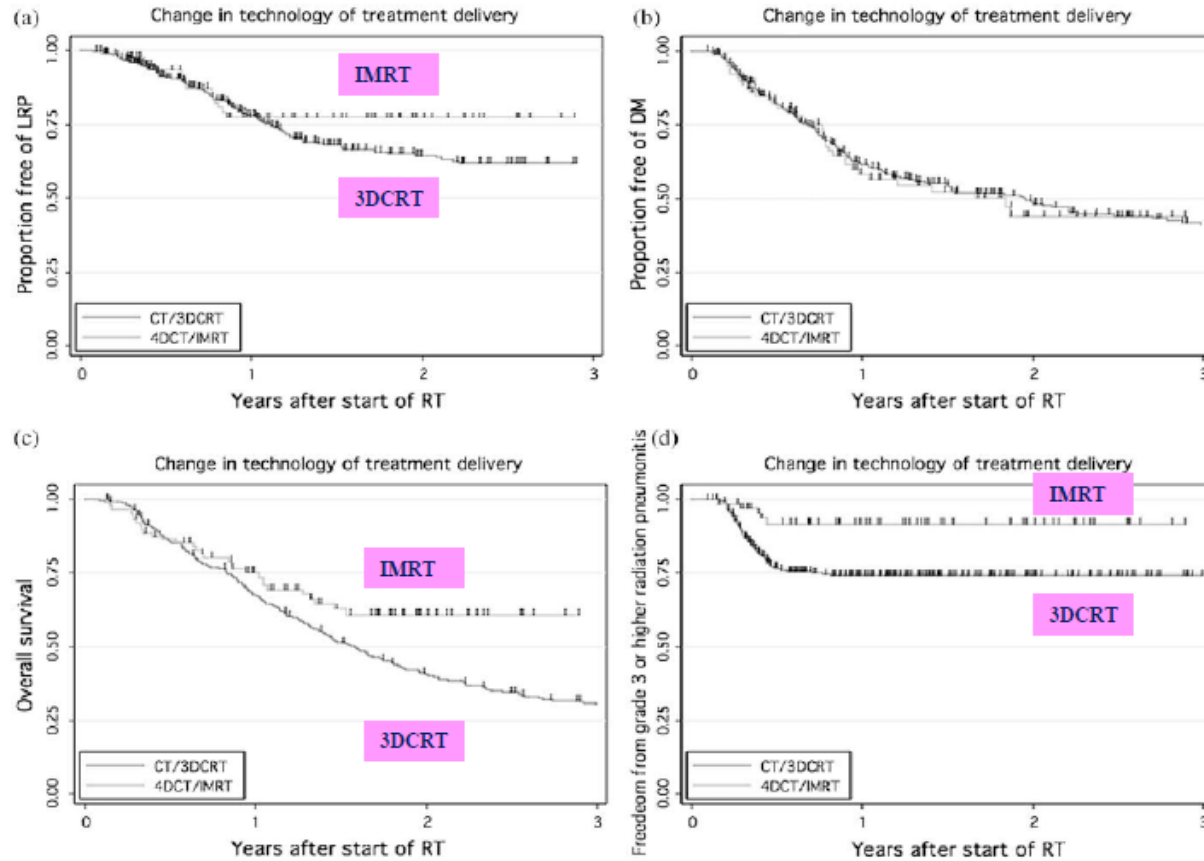 (a)
Change in technology of treatment delivery
Proportion free of LRP
1.00
0.75
0.50
0.25
0.00
IMRT
3DCRT
CT/3DCRT
4DCT/IMRT
0 1 2 3
Years after start of RT
(b)
Change in technology of treatment delivery
Proportion free of DM
1.00
0.75
0.50
0.25
0.00
CT/3DCRT
4DCT/IMRT
0 1 2 3
Years after start of RT
(c)
Change in technology of treatment delivery
Overall survival
1.00
0.75
0.50
0.25
0.00
IMRT
3DCRT
CT/3DCRT
4DCT/IMRT
0 1 2 3
Years after start of RT
(d)
Change in technology of treatment delivery
Freedeom from grade 3 or higher radiation pneumonitis
1.00
0.75
0.50
0.25
0.00
IMRT
3DCRT
CT/3DCRT
4DCT/IMRT
0 1 2 3
Years after start of RT